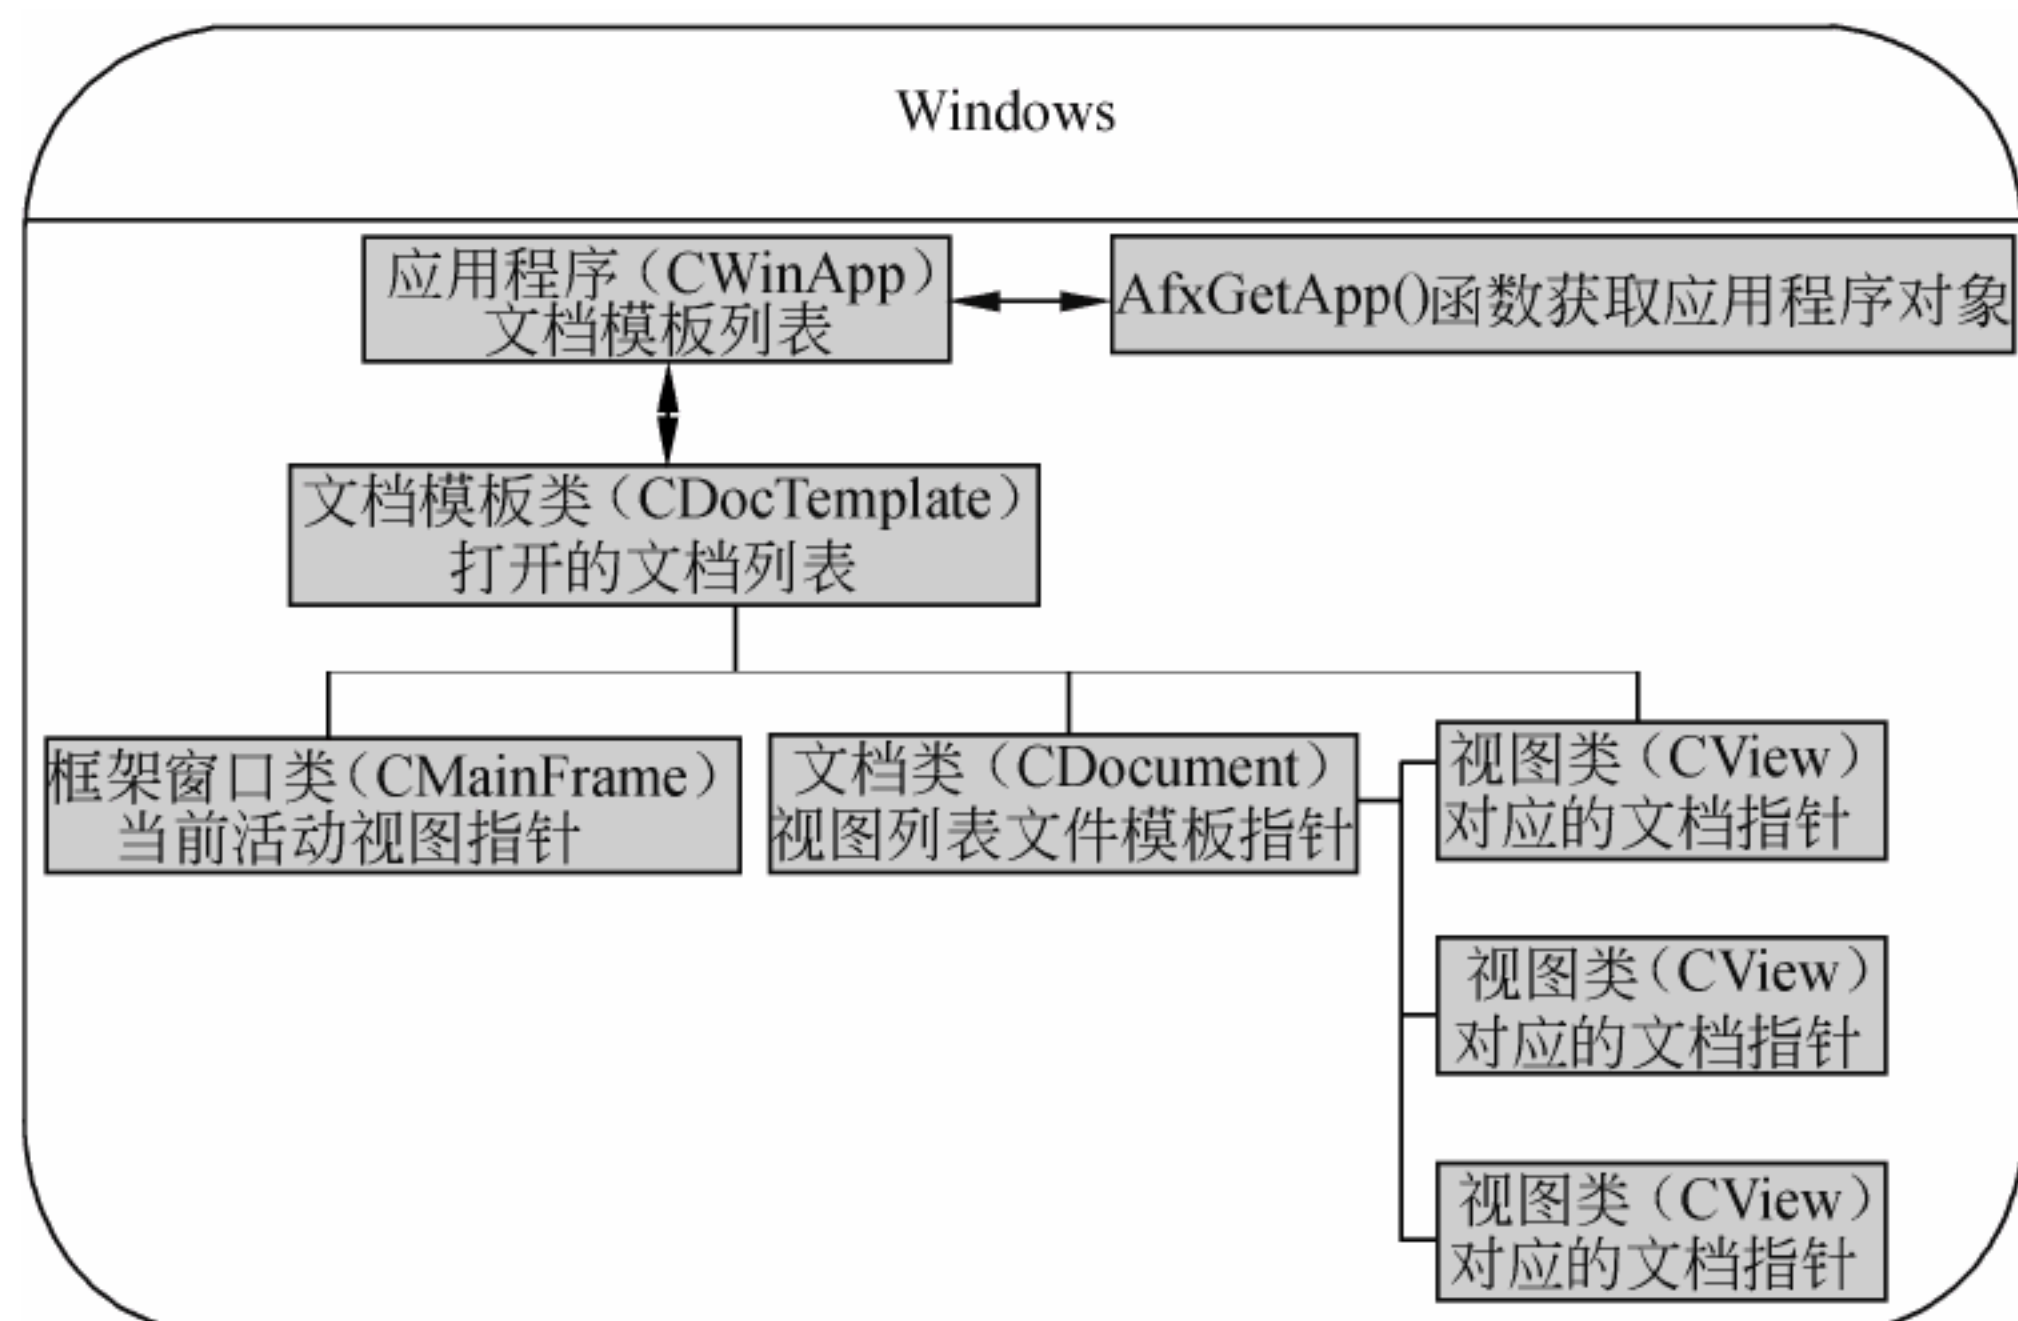 Windows
应用程序（CWinApp）
文档模板列表
AfxGetApp()函数获取应用程序对象
文档模板类（CDocTemplate）
打开的文档列表
框架窗口类（CMainFrame）
当前活动视图指针
文档类（CDocument）
视图列表文件模板指针
视图类（CView）
对应的文档指针
视图类（CView）
对应的文档指针
视图类（CView）
对应的文档指针